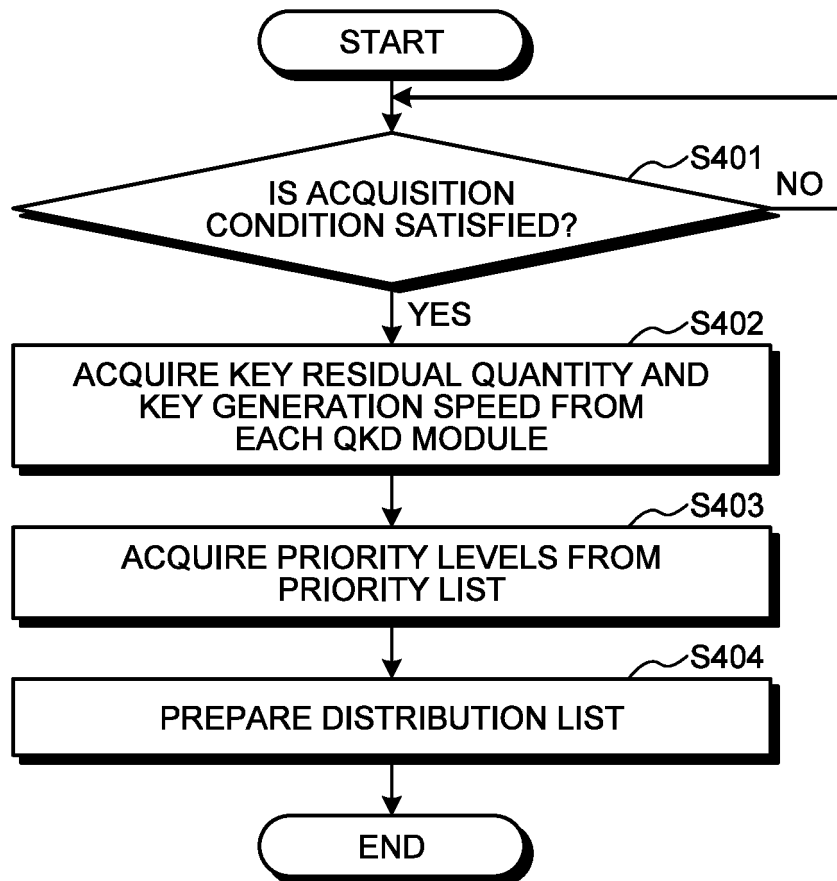 START
S401
IS ACQUISITION
CONDITION SATISFIED?
NO
YES
S402
ACQUIRE KEY RESIDUAL QUANTITY AND
KEY GENERATION SPEED FROM
EACH QKD MODULE
S403
ACQUIRE PRIORITY LEVELS FROM
PRIORITY LIST
S404
PREPARE DISTRIBUTION LIST
END